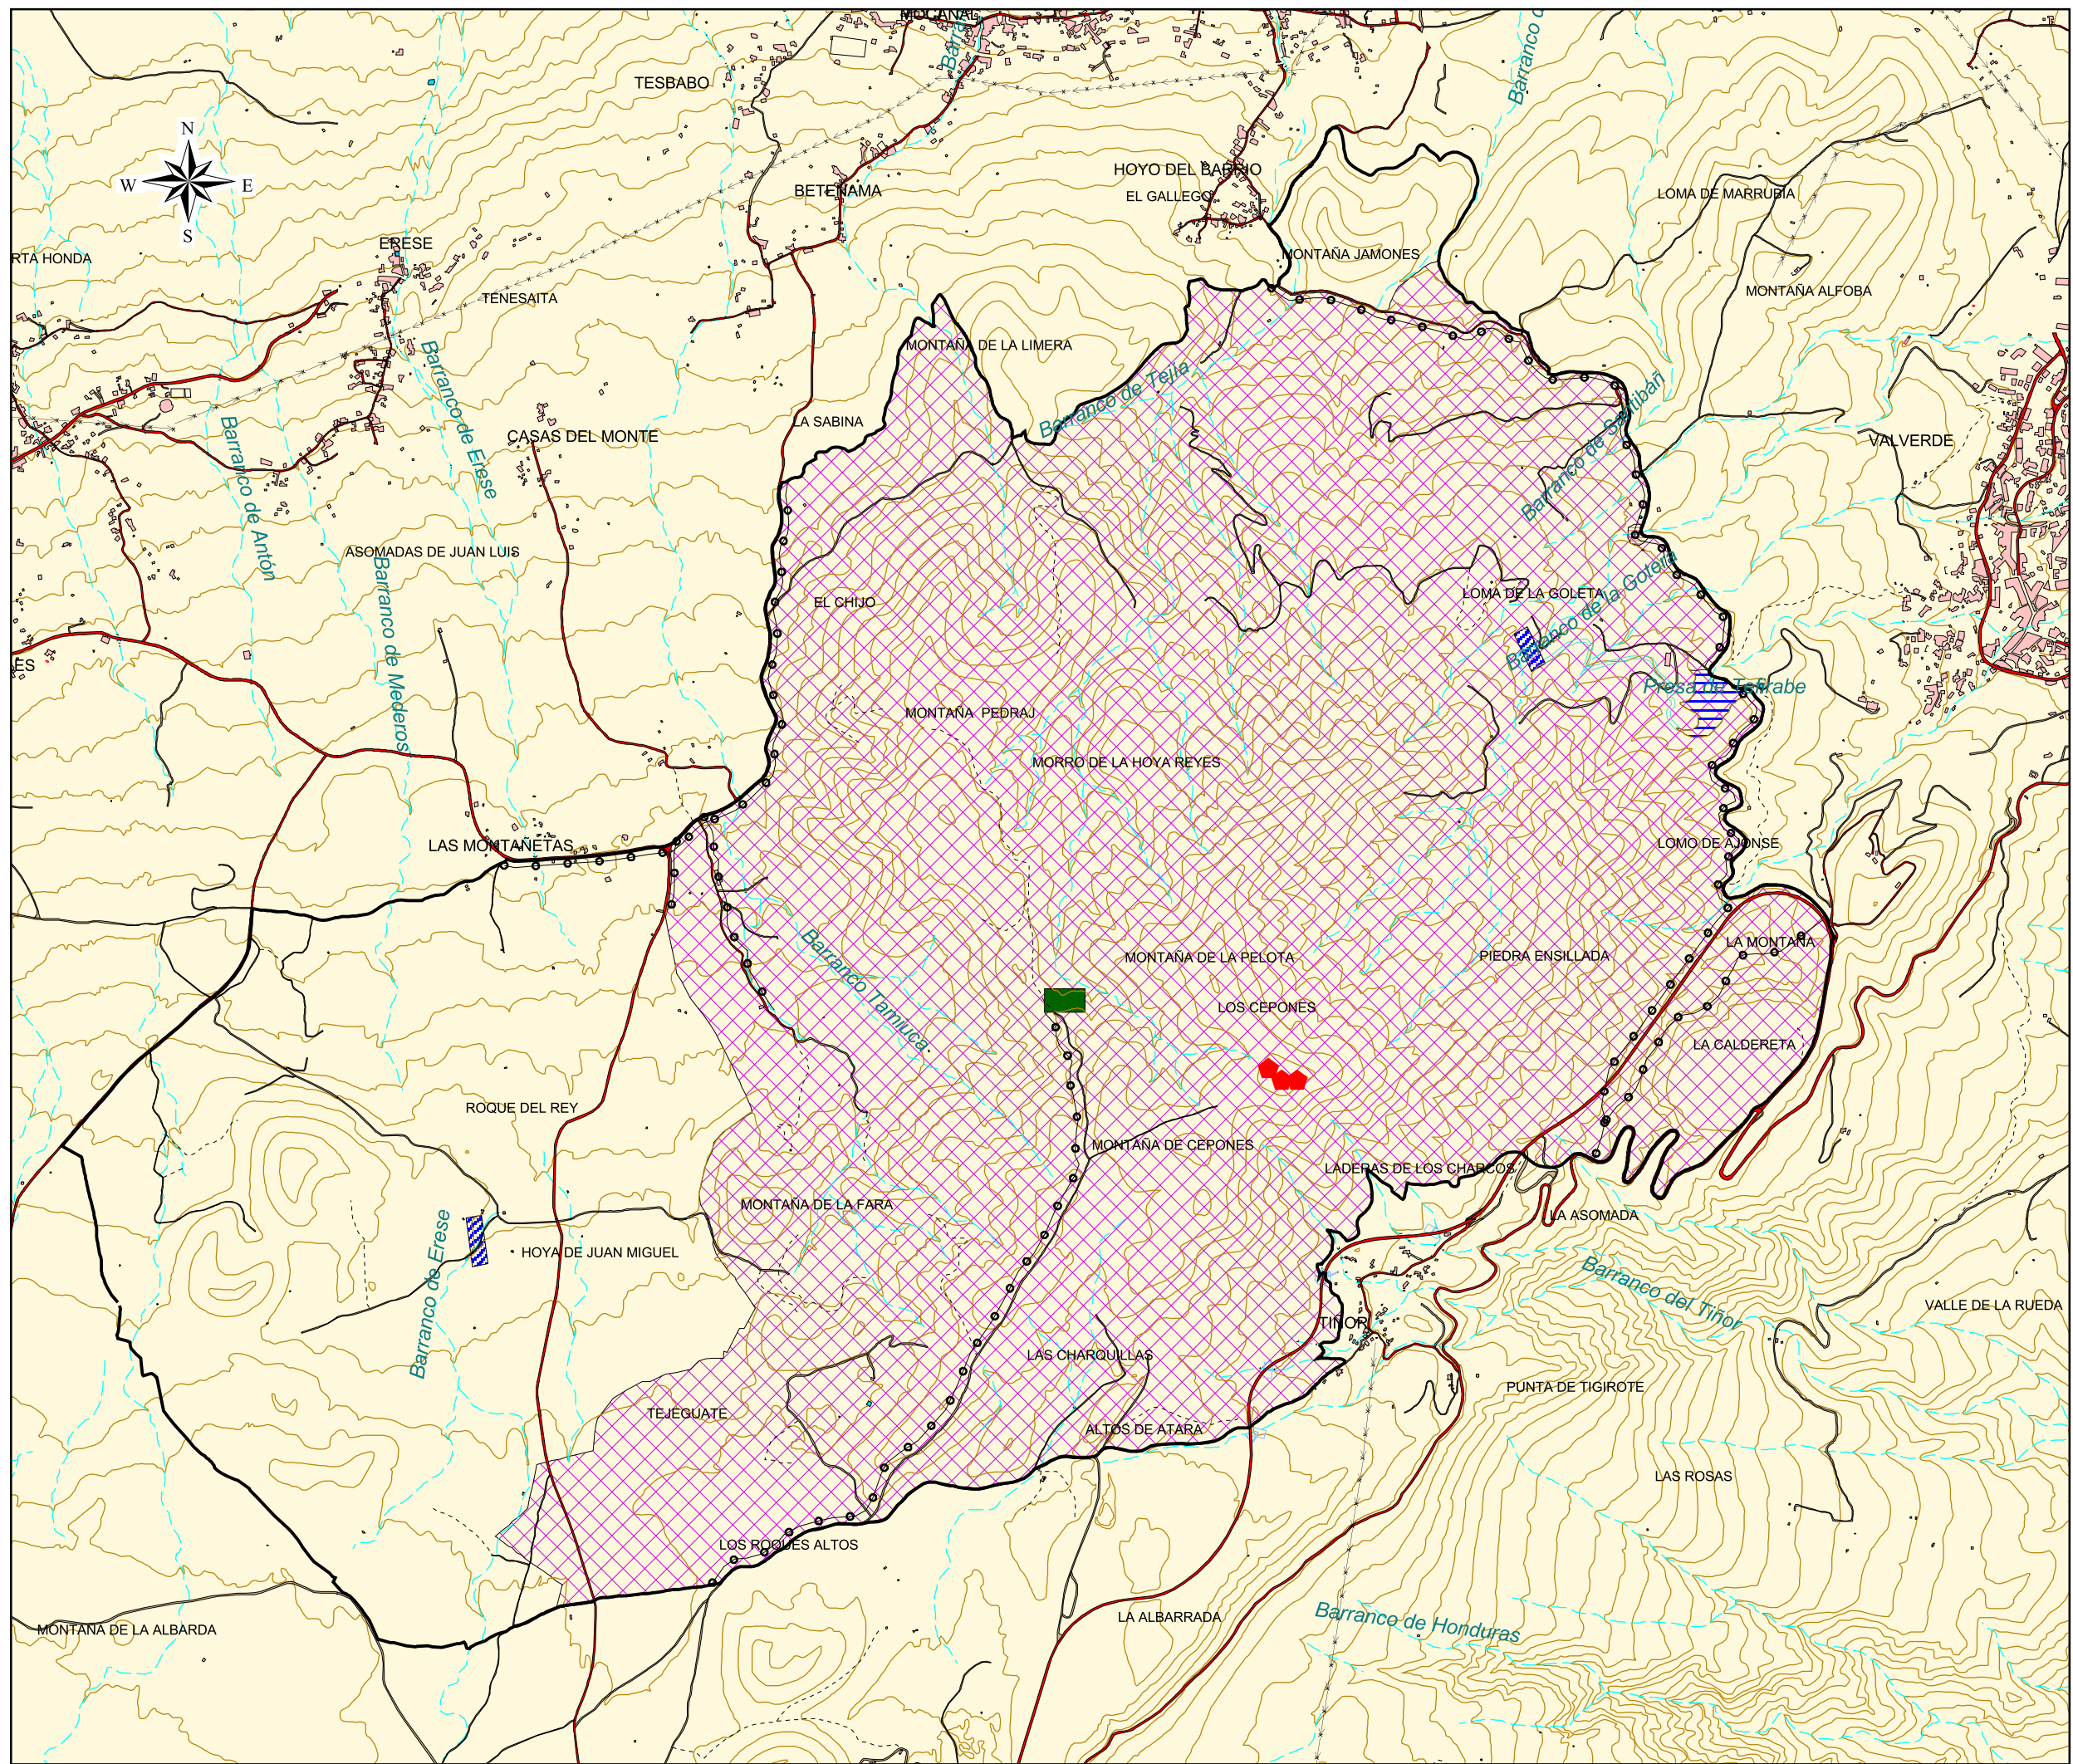 MOCANAL
Barran
Barranco d
TESBABO
N
W
E
S
BETENAMA
HOYO DEL BARRIO
EL GALLEGO
LOMA DE MARRUBIA
ERESE
RTA HONDA
TENESAITA
MONTAÑA JAMONES
MONTAÑA ALFOBA
MONTAÑA DE LA LIMERA
Barranco de Tejla
Barranco de Erese
Barranco de Antón
CASAS DEL MONTE
LA SABINA
Barranco de Santibáñ
VALVERDE
ASOMADAS DE JUAN LUIS
Barranco de Mederos
EL CHIJO
LOMA DE LA GOLETA
Barranco de la Gotera
ES
Presa de Tefirabe
MONTAÑA PEDRAJ
MORRO DE LA HOYA REYES
LAS MONTAÑETAS
LOMO DE AJONSE
Barranco Tamiuca
MONTAÑA DE LA PELOTA
PIEDRA ENSILLADA
LA MONTAÑA
LOS CEPONES
LA CALDERETA
ROQUE DEL REY
MONTAÑA DE CEPONES
LADERAS DE LOS CHARCOS
MONTAÑA DE LA FARA
LA ASOMADA
Barranco de Erese
HOYA DE JUAN MIGUEL
Barranco del Tiñor
VALLE DE LA RUEDA
TIÑOR
LAS CHARQUILLAS
PUNTA DE TIGIROTE
TEJEGUATE
ALTOS DE ATARA
LAS ROSAS
LOS ROQUES ALTOS
LA ALBARRADA
Barranco de Honduras
MONTAÑA DE LA ALBARDA